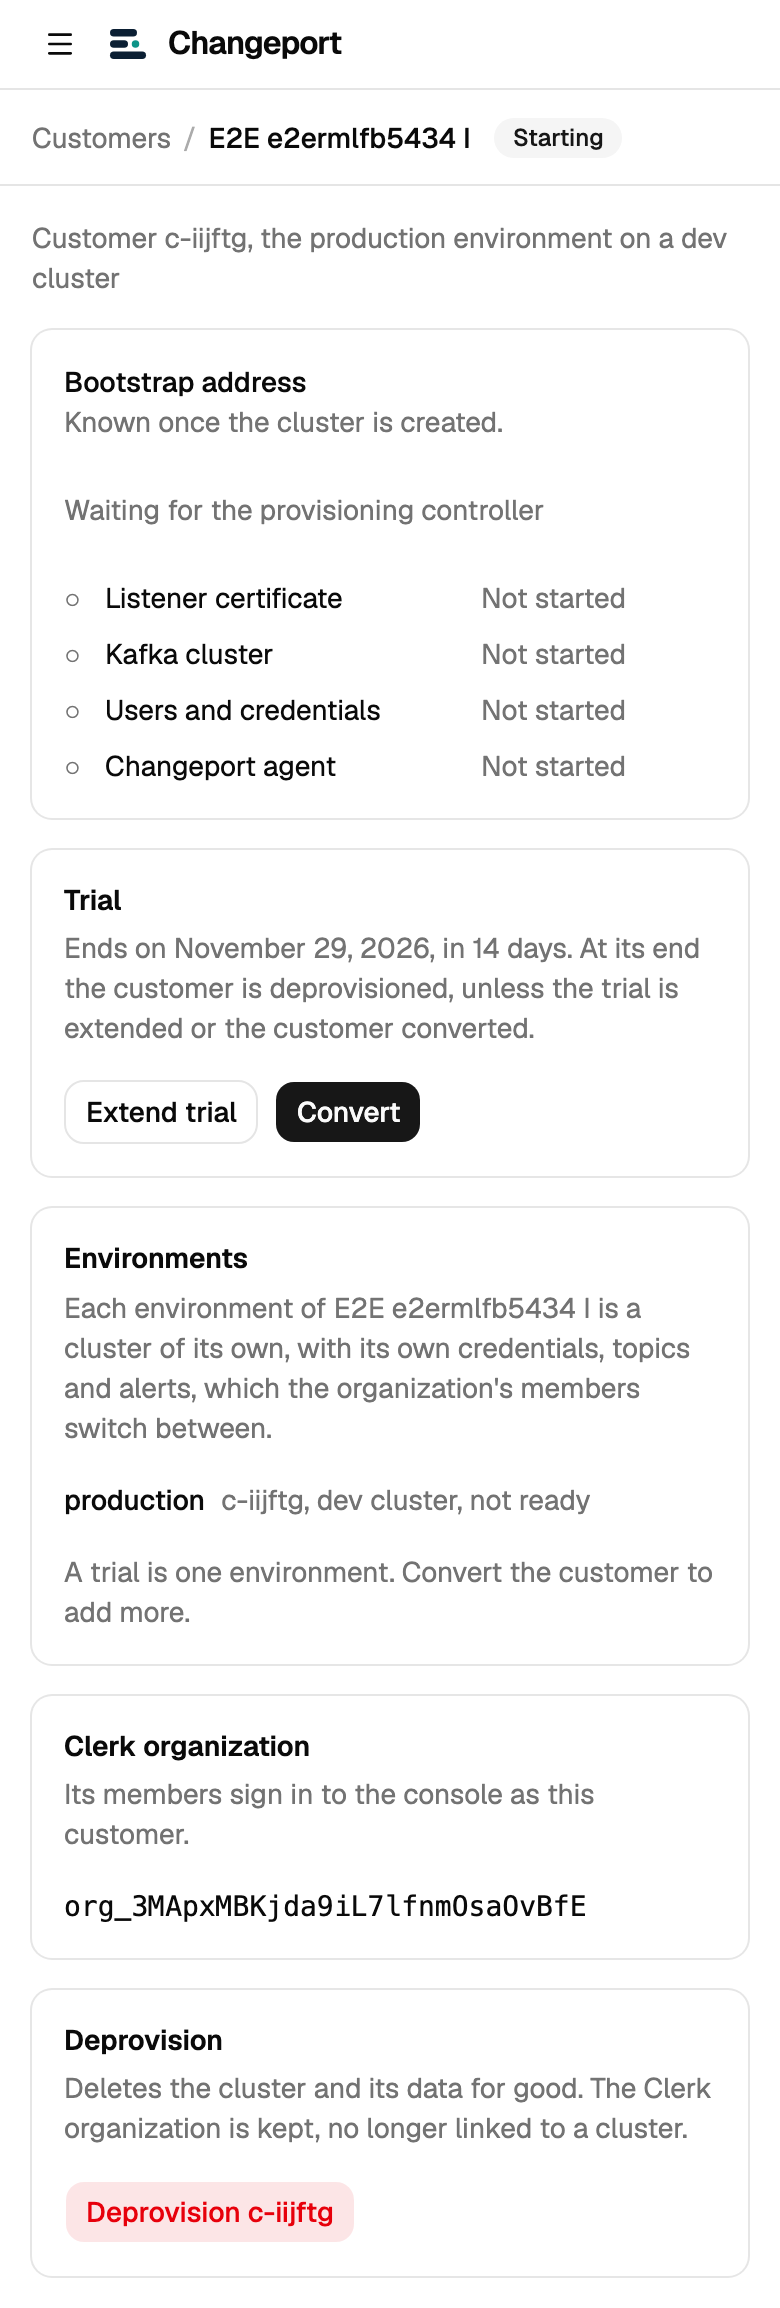 Changeport
Customers / E2E e2ermlfb5434 I Starting
Customer c-iijftg, the production environment on a dev
cluster
Bootstrap address
Known once the cluster is created.
Waiting for the provisioning controller
Listener certificate Not started
Kafka cluster Not started
Users and credentials Not started
Changeport agent Not started
Trial
Ends on November 29, 2026, in 14 days. At its end
the customer is deprovisioned, unless the trial is
extended or the customer converted.
Extend trial Convert
Environments
Each environment of E2E e2ermlfb5434 I is a
cluster of its own, with its own credentials, topics
and alerts, which the organization's members
switch between.
production c-iijftg, dev cluster, not ready
A trial is one environment. Convert the customer to
add more.
Clerk organization
Its members sign in to the console as this
customer.
org_3MApxMBKjda9iL7lfnmOsaOvBfE
Deprovision
Deletes the cluster and its data for good. The Clerk
organization is kept, no longer linked to a cluster.
Deprovision c-iijftg